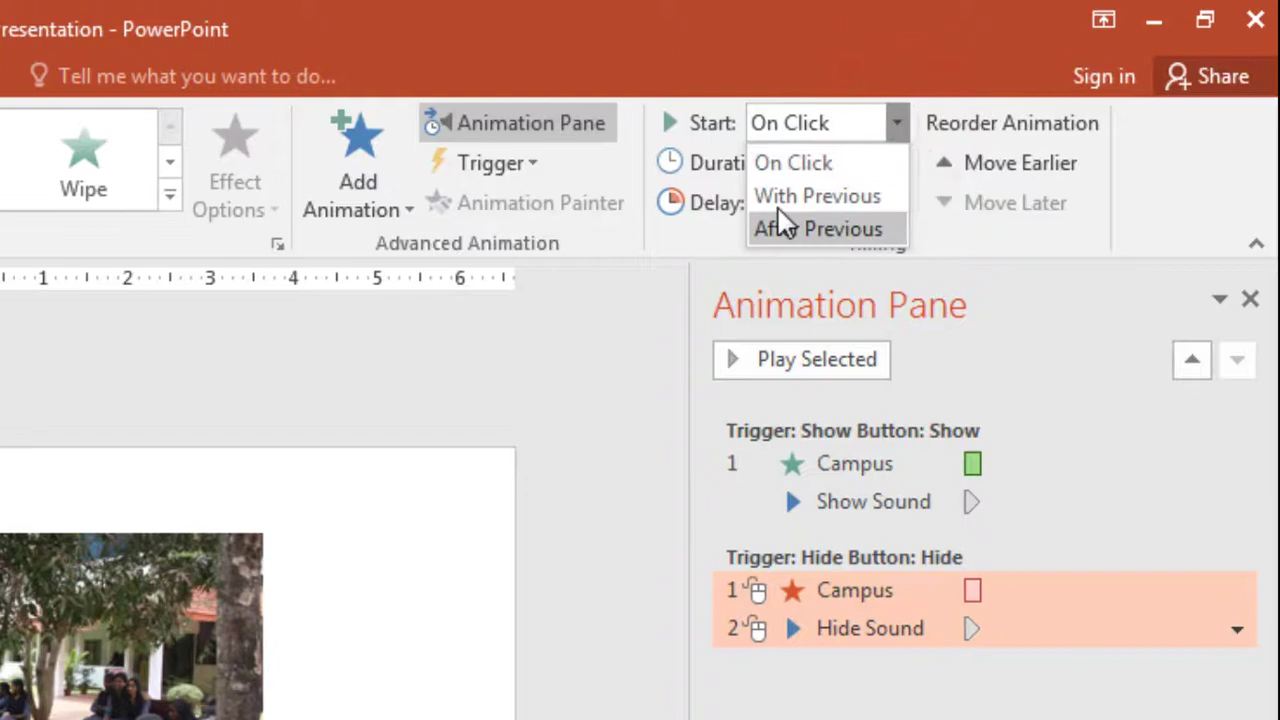 resentation - PowerPoint
Tell me what you want to do...
Sign in
Share
Wipe
Effect
Options
Add
Animation
Animation Pane
Trigger
Animation Painter
Advanced Animation
Start: On Click
Durati
Delay:
On Click
With Previous
After Previous
Reorder Animation
Move Earlier
Move Later
1 2 3 4 5 6
Animation Pane
Play Selected
Trigger: Show Button: Show
1 Campus
Show Sound
Trigger: Hide Button: Hide
1 Campus
2 Hide Sound